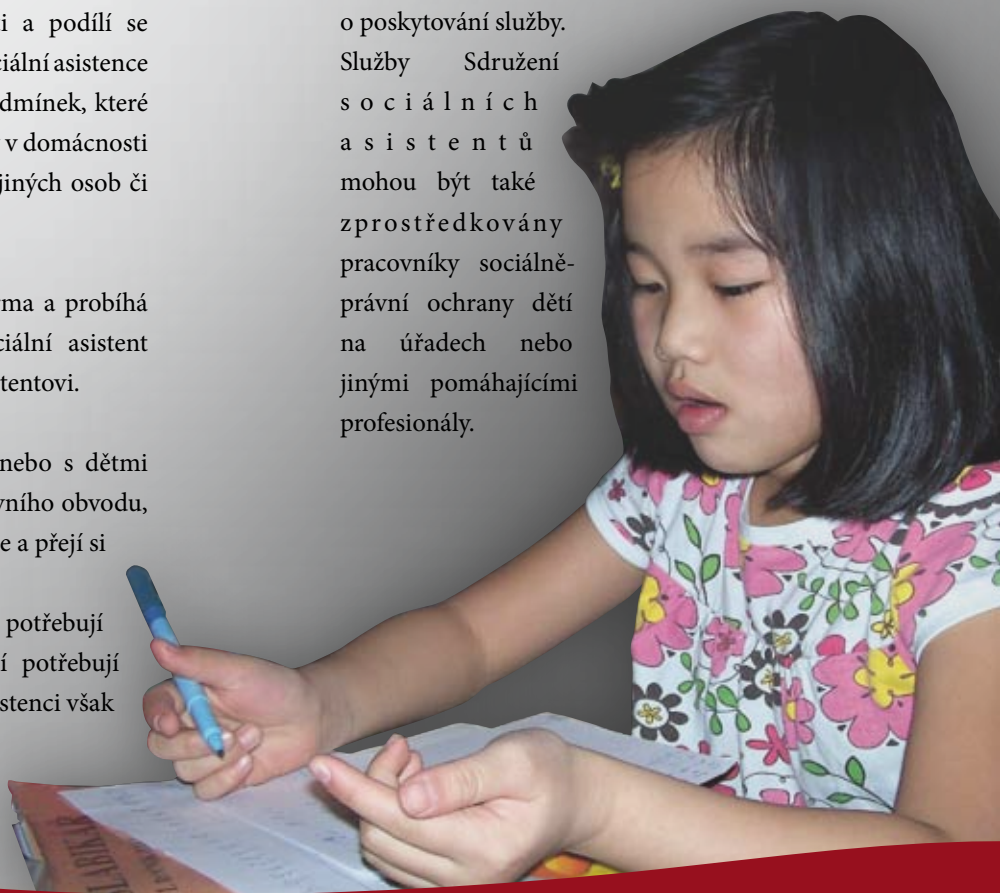 i a podílí se
ciální asistence
dmínek, které
v domácnosti
jiných osob či
rma a probíhá
ciální asistent
tentovi.
nebo s dětmi
vního obvodu,
e a přejí si
potřebují
í potřebují
stenci však
o poskytování služby.
Služby Sdružení
sociálních
asistentů
mohou být také
zprostředkovány
pracovníky sociálně-
právní ochrany dětí
na úřadech nebo
jinými pomáhajícími
profesionály.
LABIKÁŘ